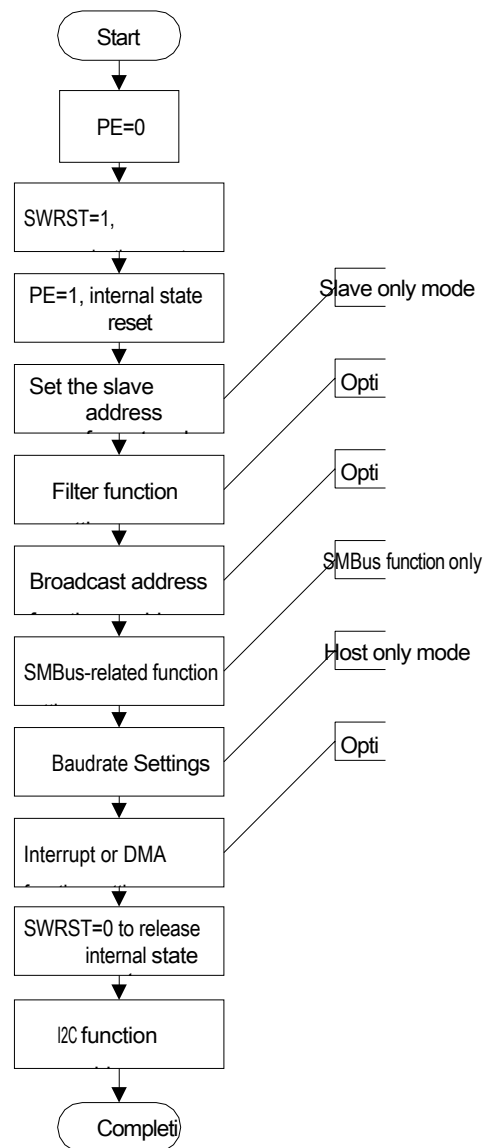 Start
PE=0
SWRST=1,
PE=1, internal state
reset
Slave only mode
Set the slave
address
Opti
Filter function
Opti
Broadcast address
SMBus function only
SMBus-related function
Host only mode
Baudrate Settings
Opti
Interrupt or DMA
SWRST=0 to release
internal state
I2C function
Completi